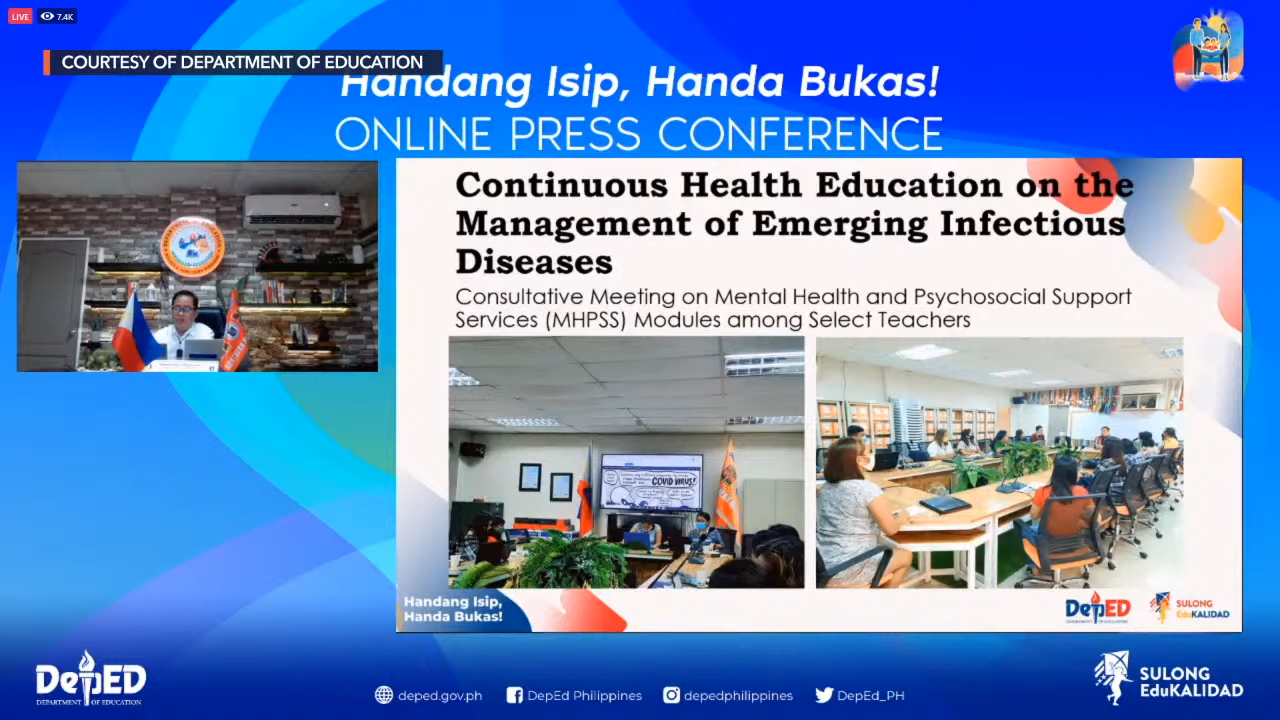 LIVE
7.4K
COURTESY OF DEPARTMENT OF EDUCATION
Handang Isip, Handa Bukas!
ONLINE PRESS CONFERENCE
Continuous Health Education on the
Management of Emerging Infectious
Diseases
Consultative Meeting on Mental Health and Psychosocial Support
Services (MHPSS) Modules among Select Teachers
COVID VIRUS!
Handang Isip,
Handa Bukas!
DepED
DEPARTMENT OF EDUCATION
SULONG
EduKALIDAD
DepED
DEPARTMENT OF EDUCATION
deped.gov.ph
DepEd Philippines
depedphilippines
DepEd_PH
SULONG
EduKALIDAD